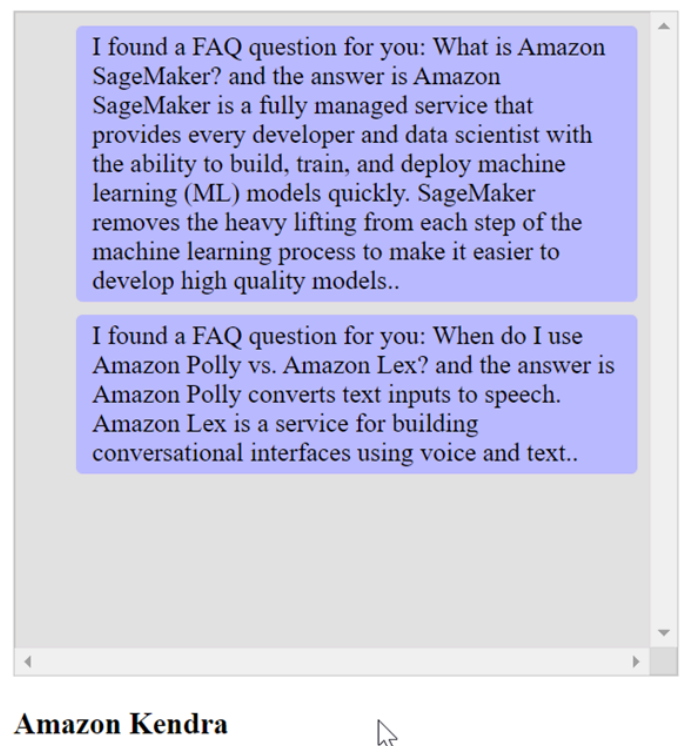 I found a FAQ question for you: What is Amazon
SageMaker? and the answer is Amazon
SageMaker is a fully managed service that
provides every developer and data scientist with
the ability to build, train, and deploy machine
learning (ML) models quickly. SageMaker
removes the heavy lifting from each step of the
machine learning process to make it easier to
develop high quality models..
I found a FAQ question for you: When do I use
Amazon Polly vs. Amazon Lex? and the answer is
Amazon Polly converts text inputs to speech.
Amazon Lex is a service for building
conversational interfaces using voice and text..
Amazon Kendra